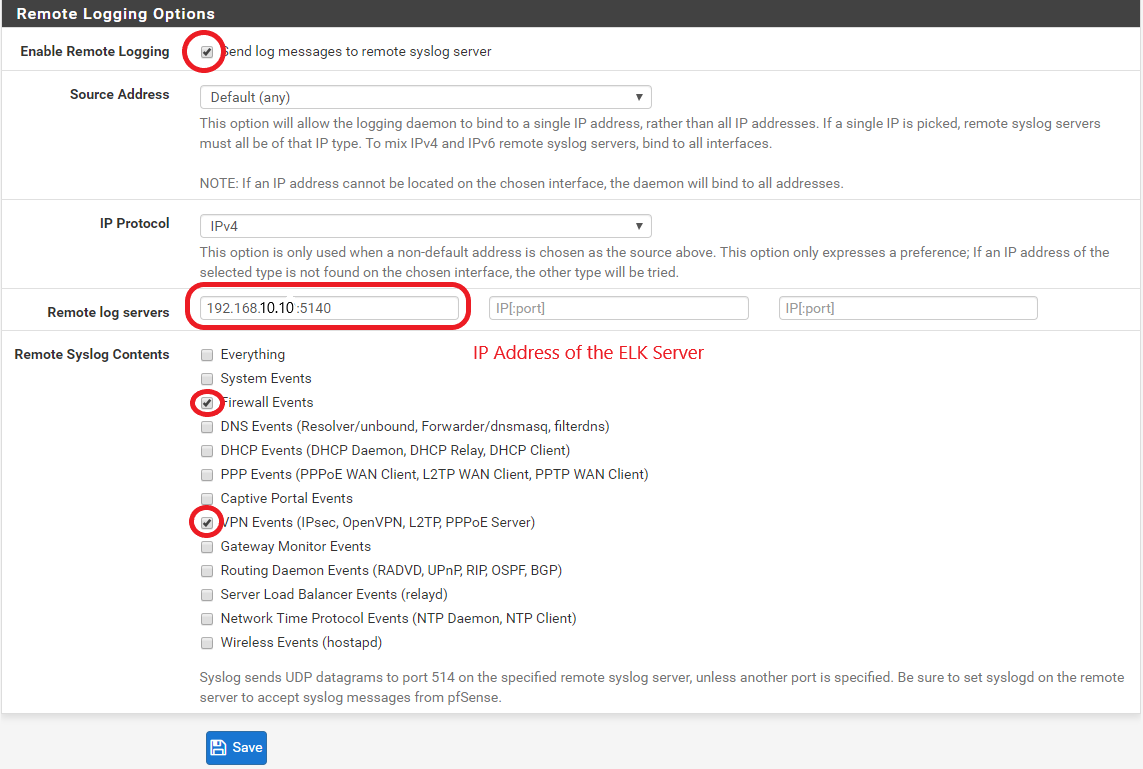 Remote Logging Options
Enable Remote Logging Send log messages to remote syslog server
Source Address Default (any)
This option will allow the logging daemon to bind to a single IP address, rather than all IP addresses. If a single IP is picked, remote syslog servers
must all be of that IP type. To mix IPv4 and IPv6 remote syslog servers, bind to all interfaces.
NOTE: If an IP address cannot be located on the chosen interface, the daemon will bind to all addresses.
IP Protocol IPv4
This option is only used when a non-default address is chosen as the source above. This option only expresses a preference; If an IP address of the
selected type is not found on the chosen interface, the other type will be tried.
Remote log servers 192.168.10.10 :5140 IP[:port] IP[:port]
Remote Syslog Contents Everything
IP Address of the ELK Server
System Events
Firewall Events
DNS Events (Resolver/unbound, Forwarder/dnsmasq, filterdns)
DHCP Events (DHCP Daemon, DHCP Relay, DHCP Client)
PPP Events (PPPoE WAN Client, L2TP WAN Client, PPTP WAN Client)
Captive Portal Events
VPN Events (IPsec, OpenVPN, L2TP, PPPoE Server)
Gateway Monitor Events
Routing Daemon Events (RADVD, UPnP, RIP, OSPF, BGP)
Server Load Balancer Events (relayd)
Network Time Protocol Events (NTP Daemon, NTP Client)
Wireless Events (hostapd)
Syslog sends UDP datagrams to port 514 on the specified remote syslog server, unless another port is specified. Be sure to set syslogd on the remote
server to accept syslog messages from pfSense.
Save